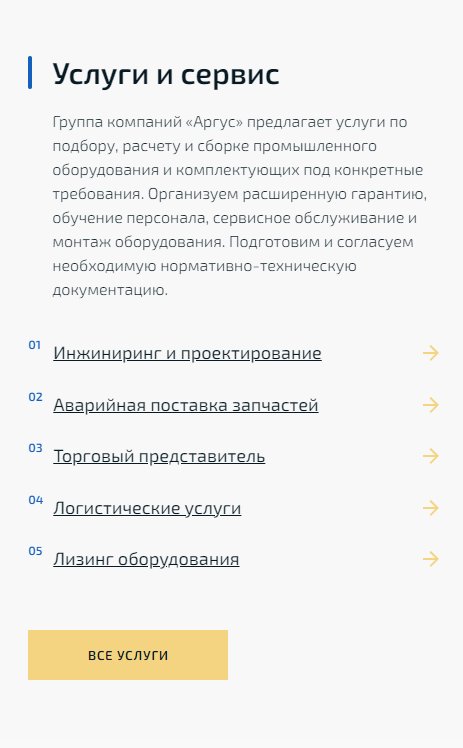 Услуги и сервис
Группа компаний «Аргус» предлагает услуги по
подбору, расчету и сборке промышленного
оборудования и комплектующих под конкретные
требования. Организуем расширенную гарантию,
обучение персонала, сервисное обслуживание и
монтаж оборудования. Подготовим и согласуем
необходимую нормативно-техническую
документацию.
01 Инжиниринг и проектирование
02 Аварийная поставка запчастей
03 Торговый представитель
04 Логистические услуги
05 Лизинг оборудования
ВСЕ УСЛУГИ